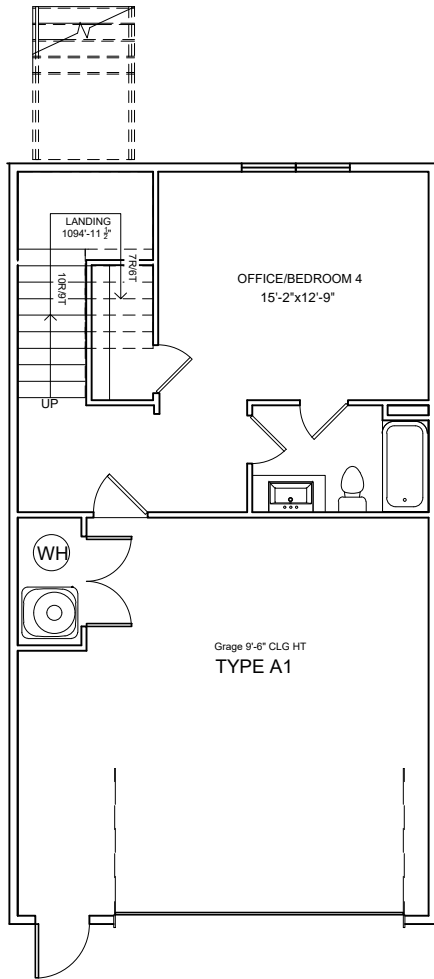 LANDING
1094'-11 ½"
7R/6T
10R/9T
UP
OFFICE/BEDROOM 4
15'-2"x12'-9"
WH
Grage 9'-6" CLG HT
TYPE A1